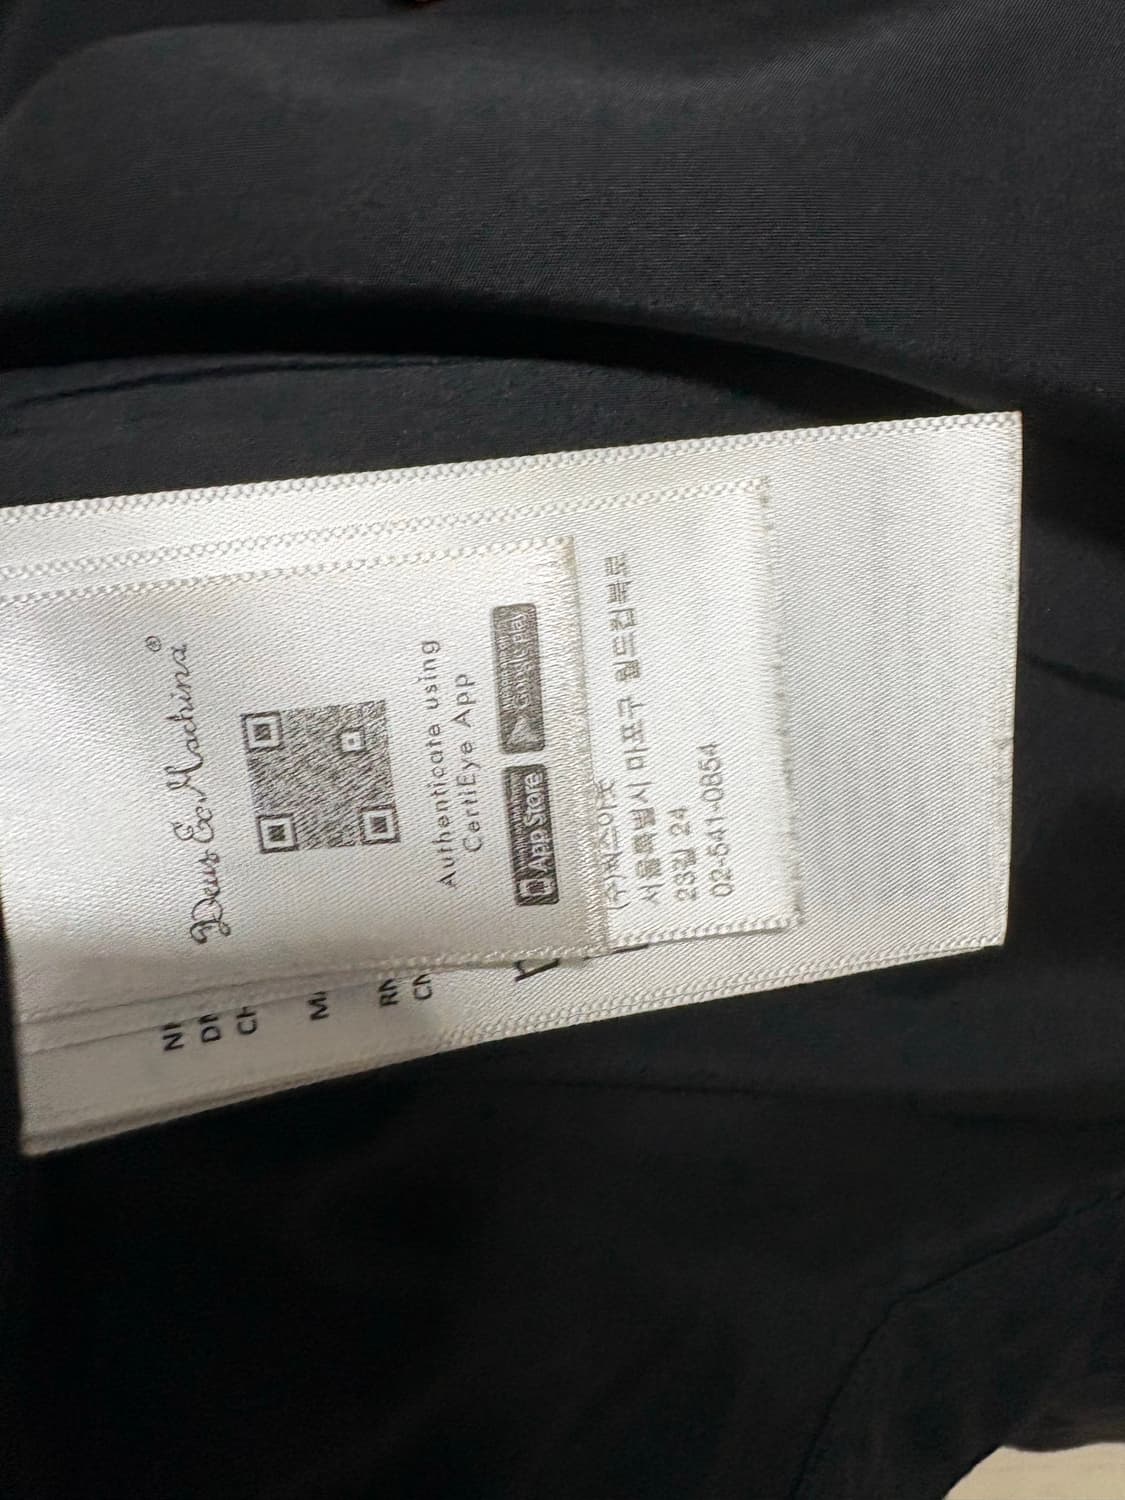 Deus Ex Machina®
Authenticate using
CertiEye App
App Store
Google play
서울특별시 마포구 월드컵북로
23길 24
02-541-0854